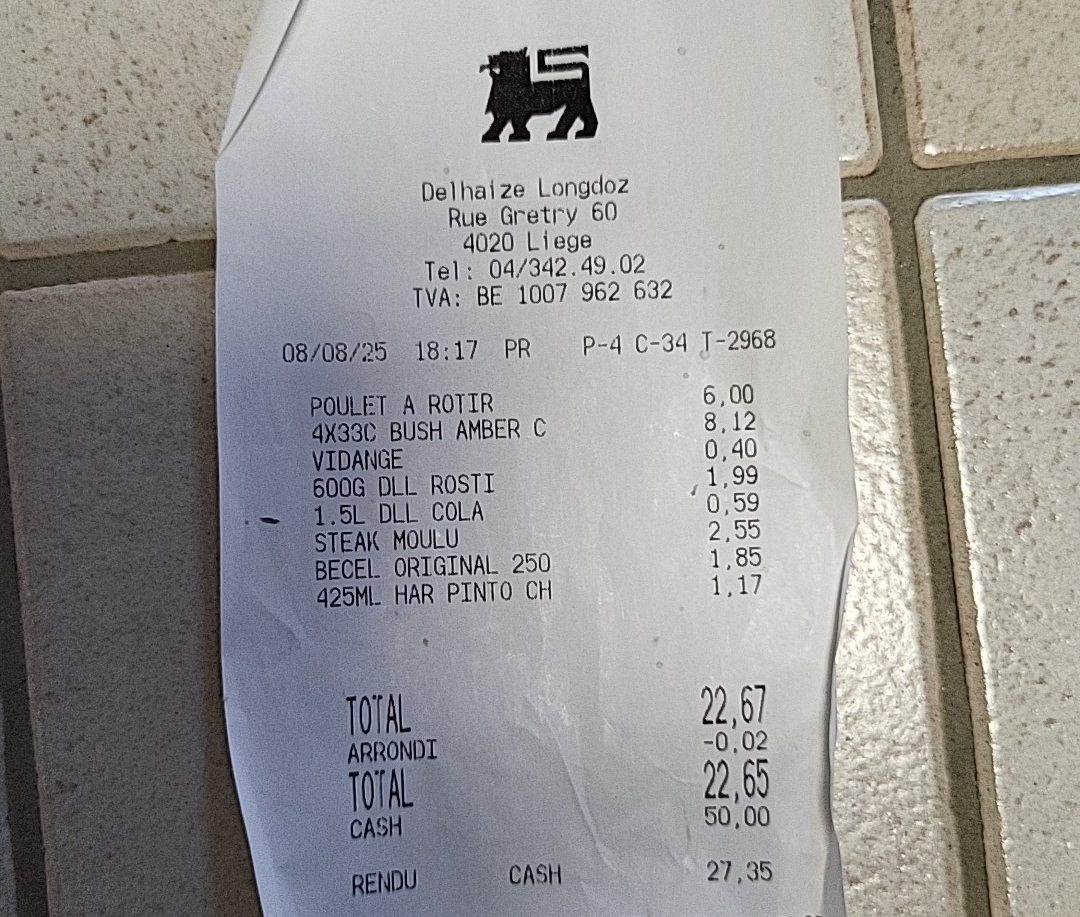 Delhaize Longdoz
Rue Gretry 60
4020 Liege
Tel: 04/342.49.02
TVA: BE 1007 962 632
08/08/25 18:17 PR P-4 C-34 T-2968
POULET A ROTIR 6,00
4X33C BUSH AMBER C 8,12
VIDANGE 0,40
600G DLL ROSTI 1,99
1.5L DLL COLA 0,59
STEAK MOULU 2,55
BECEL ORIGINAL 250 1,85
425ML HAR PINTO CH 1,17
TOTAL 22,67
ARRONDI -0,02
TOTAL 22,65
CASH 50,00
RENDU CASH 27,35